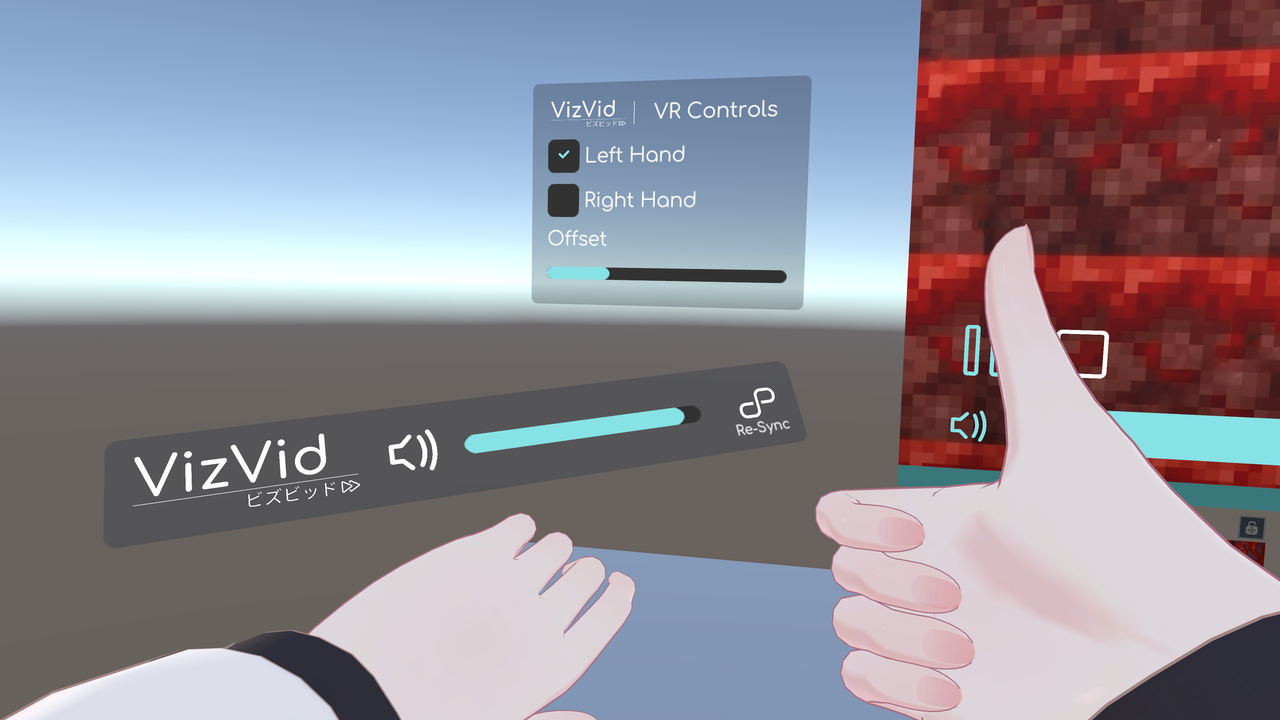 VizVid
ビズビッド
VR Controls
Left Hand
Right Hand
Offset
VizVid
ビズビッド
Re-Sync